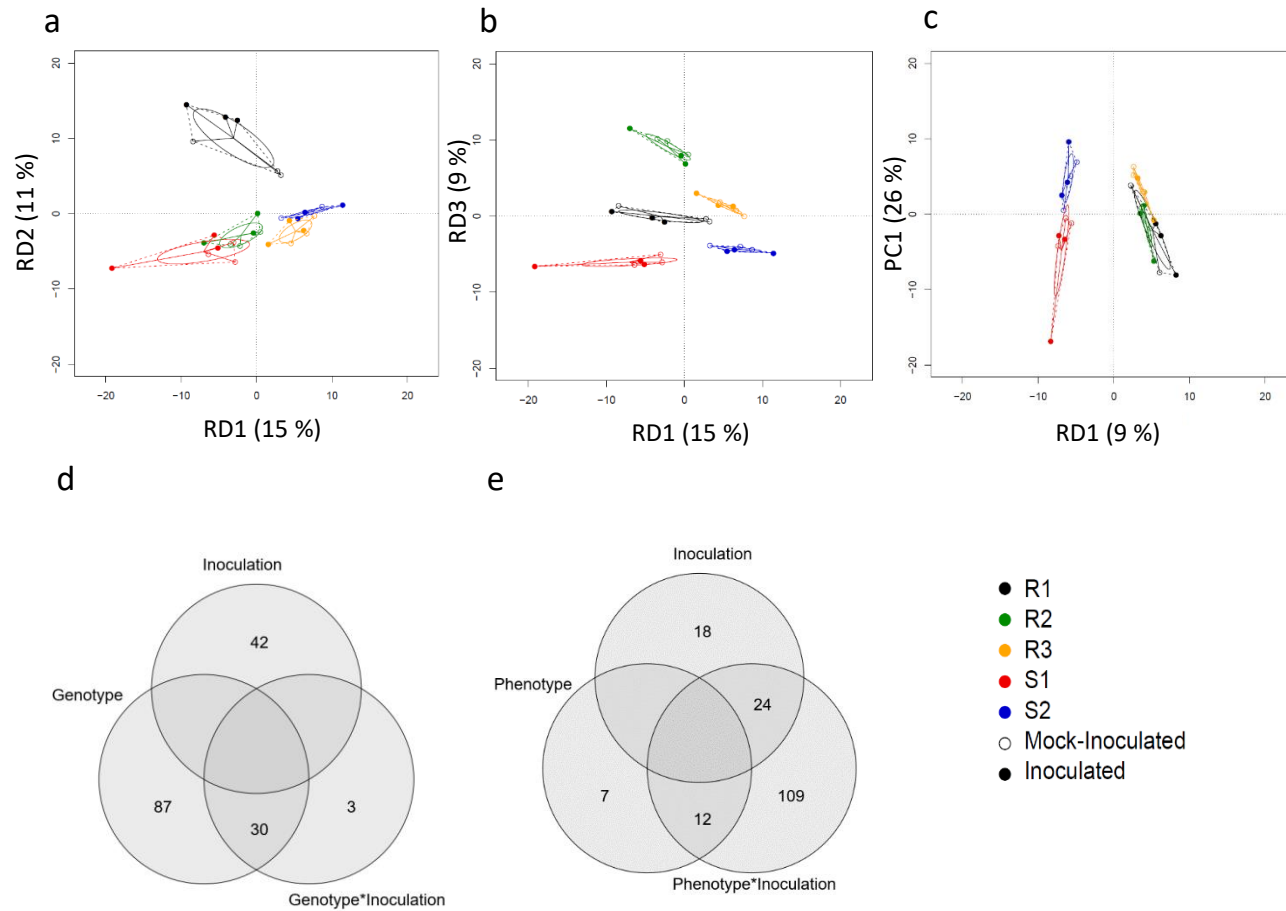 a
b
c
20
10
0
−10
−20
−20
−10
0
10
20
RD2 (11 %)
RD1 (15 %)
20
10
0
−10
−20
−20
−10
0
10
20
RD3 (9 %)
RD1 (15 %)
20
10
0
−10
−20
−20
−10
0
10
20
PC1 (26 %)
RD1 (9 %)
d
e
Inoculation
42
Genotype
87
30
3
Genotype*Inoculation
Inoculation
18
Phenotype
24
7
12
109
Phenotype*Inoculation
R1
R2
R3
S1
S2
Mock-Inoculated
Inoculated